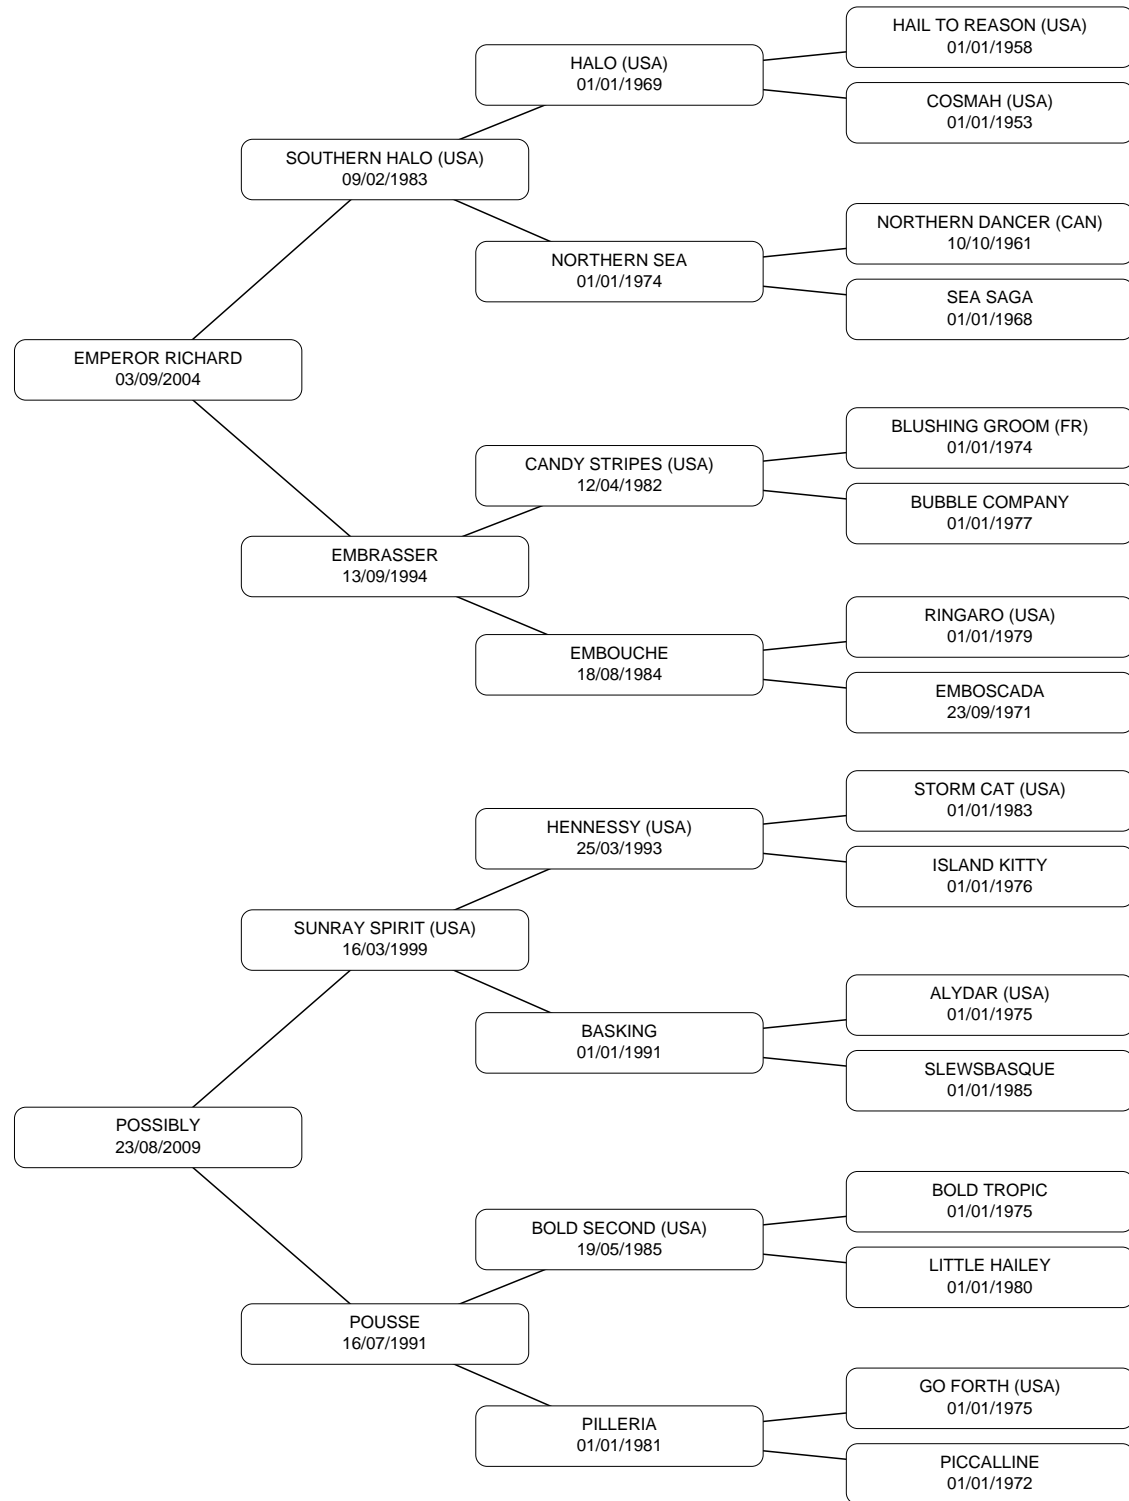 HAIL TO REASON (USA)
01/01/1958
HALO (USA)
01/01/1969
COSMAH (USA)
01/01/1953
SOUTHERN HALO (USA)
09/02/1983
NORTHERN DANCER (CAN)
10/10/1961
NORTHERN SEA
01/01/1974
SEA SAGA
01/01/1968
EMPEROR RICHARD
03/09/2004
BLUSHING GROOM (FR)
01/01/1974
CANDY STRIPES (USA)
12/04/1982
BUBBLE COMPANY
01/01/1977
EMBRASSER
13/09/1994
RINGARO (USA)
01/01/1979
EMBOUCHE
18/08/1984
EMBOSCADA
23/09/1971
STORM CAT (USA)
01/01/1983
HENNESSY (USA)
25/03/1993
ISLAND KITTY
01/01/1976
SUNRAY SPIRIT (USA)
16/03/1999
ALYDAR (USA)
01/01/1975
BASKING
01/01/1991
SLEWSBASQUE
01/01/1985
POSSIBLY
23/08/2009
BOLD TROPIC
01/01/1975
BOLD SECOND (USA)
19/05/1985
LITTLE HAILEY
01/01/1980
POUSSE
16/07/1991
GO FORTH (USA)
01/01/1975
PILLERIA
01/01/1981
PICCALLINE
01/01/1972